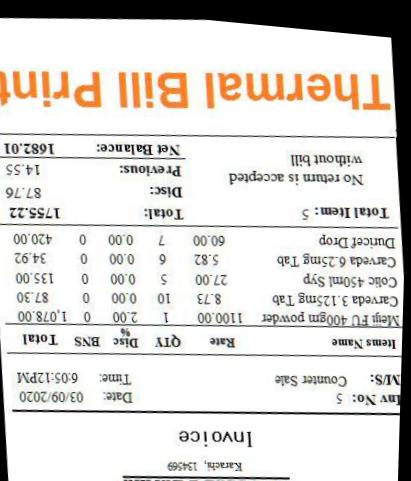 Karachi, 134569
Invoice
Inv No: 5 Date: 03/09/2020
M/S: Counter Sale Time: 6:05:12PM
Items Name Rate QTY Disc % BNS Total
Meiji FU 400gm powder 1100.00 1 2.00 0 1,078.00
Carveda 3.125mg Tab 8.73 10 0.00 0 87.30
Colic 450ml Syp 27.00 5 0.00 0 135.00
Carveda 6.25mg Tab 5.82 6 0.00 0 34.92
Duricef Drop 60.00 7 0.00 0 420.00
Total Item: 5 Total: 1755.22
No return is accepted Disc: 87.76
without bill Previous: 14.55
Net Balance: 1682.01
Thermal Bill Print